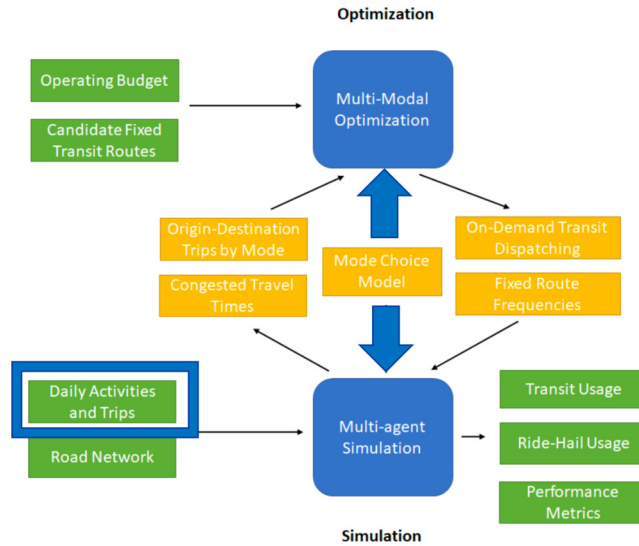 Optimization
Operating Budget
Candidate Fixed
Transit Routes
Multi-Modal
Optimization
Origin-Destination
Trips by Mode
Congested Travel
Times
Mode Choice
Model
On-Demand Transit
Dispatching
Fixed Route
Frequencies
Daily Activities
and Trips
Road Network
Multi-agent
Simulation
Transit Usage
Ride-Hail Usage
Performance
Metrics
Simulation